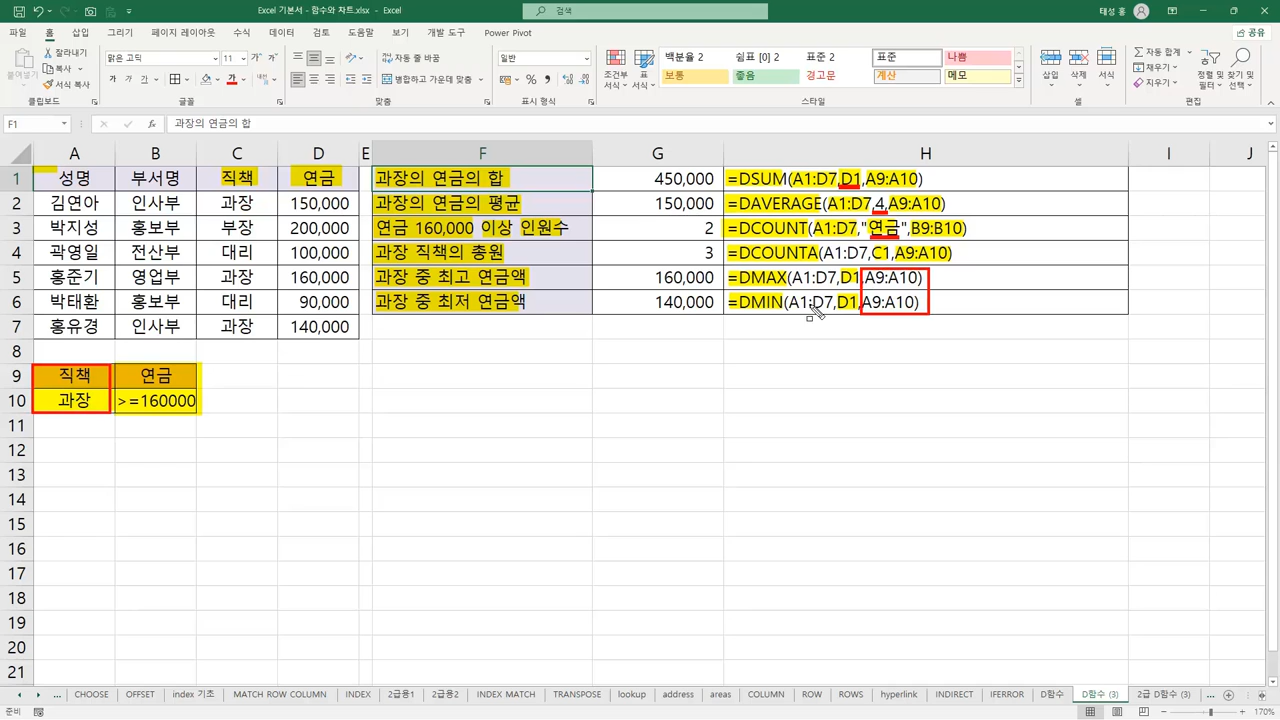 Excel 기본서 - 함수와 차트.xlsx - Excel
검색
태성 홍
파일 홈 삽입 그리기 페이지 레이아웃 수식 데이터 검토 보기 개발 도구 도움말 Power Pivot
공유
붙여넣기
잘라내기
복사
서식 복사
클립보드
맑은 고딕 11
가 가 가
글꼴
자동 줄 바꿈
병합하고 가운데 맞춤
맞춤
일반
표시 형식
조건부 서식
표 서식
백분율 2 쉼표 [0] 2 표준 2 표준 나쁨
보통 좋음 경고문 계산 메모
스타일
삽입 삭제 서식
셀
자동 합계
채우기
지우기
정렬 및 필터
찾기 및 선택
편집
F1 fx 과장의 연금의 합
A B C D E F G H I J
1 성명 부서명 직책 연금 과장의 연금의 합 450,000 =DSUM(A1:D7,D1,A9:A10)
2 김연아 인사부 과장 150,000 과장의 연금의 평균 150,000 =DAVERAGE(A1:D7,4,A9:A10)
3 박지성 홍보부 부장 200,000 연금 160,000 이상 인원수 2 =DCOUNT(A1:D7,"연금",B9:B10)
4 곽영일 전산부 대리 100,000 과장 직책의 총원 3 =DCOUNTA(A1:D7,C1,A9:A10)
5 홍준기 영업부 과장 160,000 과장 중 최고 연금액 160,000 =DMAX(A1:D7,D1,A9:A10)
6 박태환 홍보부 대리 90,000 과장 중 최저 연금액 140,000 =DMIN(A1:D7,D1,A9:A10)
7 홍유경 인사부 과장 140,000
8
9 직책 연금
10 과장 >=160000
11
12
13
14
15
16
17
18
19
20
21
... CHOOSE OFFSET index 기초 MATCH ROW COLUMN INDEX 2급용1 2급용2 INDEX MATCH TRANSPOSE lookup address areas COLUMN ROW ROWS hyperlink INDIRECT IFERROR D함수 D함수 (3) 2급 D함수 (3) ...
준비 170%